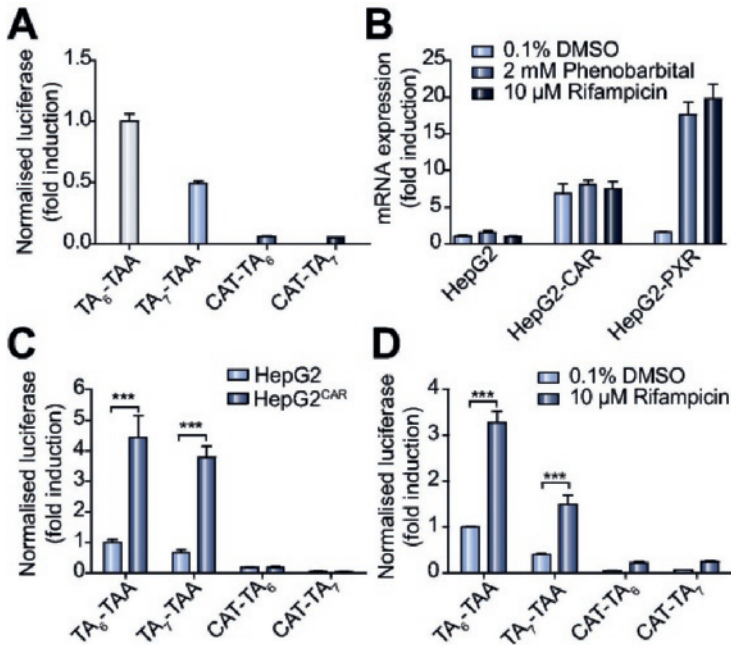 A
Normalised luciferase
(fold induction)
1.5
1.0
0.5
0.0
TA₆-TAA
TA₇-TAA
CAT-TA₆
CAT-TA₇
B
mRNA expression
(fold induction)
25
20
15
10
5
0
0.1% DMSO
2 mM Phenobarbital
10 µM Rifampicin
HepG2
HepG2-CAR
HepG2-PXR
C
Normalised luciferase
(fold induction)
6
5
4
3
2
1
0
HepG2
HepG2ᶜᴬᴿ
***
***
TA₆-TAA
TA₇-TAA
CAT-TA₆
CAT-TA₇
D
Normalised luciferase
(fold induction)
4
3
2
1
0
0.1% DMSO
10 µM Rifampicin
***
***
TA₆-TAA
TA₇-TAA
CAT-TA₆
CAT-TA₇